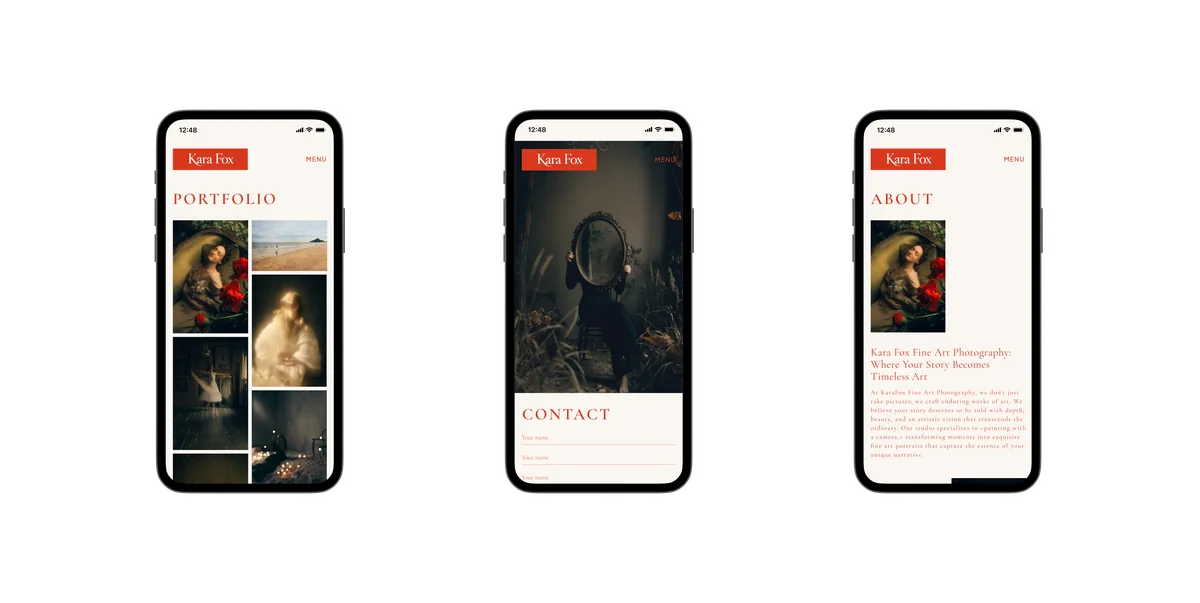 12:48
Kara Fox
MENU
PORTFOLIO
12:48
Kara Fox
MENU
CONTACT
Your name
Your name
Your name
12:48
Kara Fox
MENU
ABOUT
Kara Fox Fine Art Photography:
Where Your Story Becomes
Timeless Art
At KaraFox Fine Art Photography, we don't just
take pictures; we craft enduring works of art. We
believe your story deserves to be told with depth,
beauty, and an artistic vision that transcends the
ordinary. Our studio specializes in «painting with
a camera,» transforming moments into exquisite
fine art portraits that capture the essence of your
unique narrative.